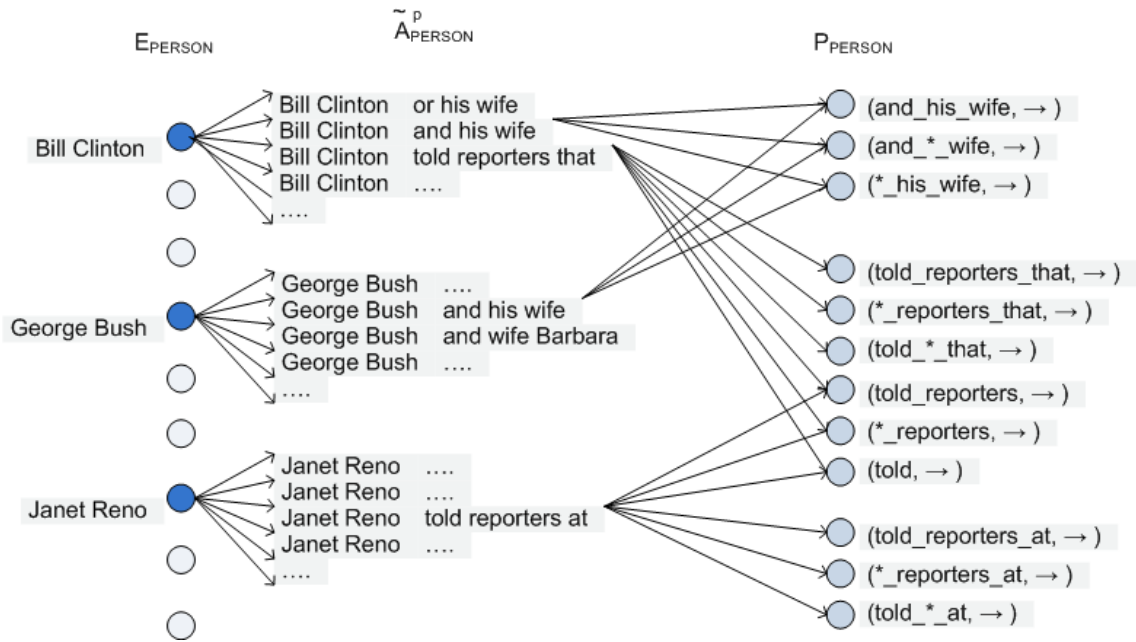 E_PERSON
Ã^p_PERSON
P_PERSON
Bill Clinton
Bill Clinton or his wife
Bill Clinton and his wife
Bill Clinton told reporters that
Bill Clinton ....
....
George Bush
George Bush ....
George Bush and his wife
George Bush and wife Barbara
George Bush ....
....
Janet Reno
Janet Reno ....
Janet Reno ....
Janet Reno told reporters at
Janet Reno ....
....
(and_his_wife, → )
(and_*_wife, → )
(*_his_wife, → )
(told_reporters_that, → )
(*_reporters_that, → )
(told_*_that, → )
(told_reporters, → )
(*_reporters, → )
(told, → )
(told_reporters_at, → )
(*_reporters_at, → )
(told_*_at, → )